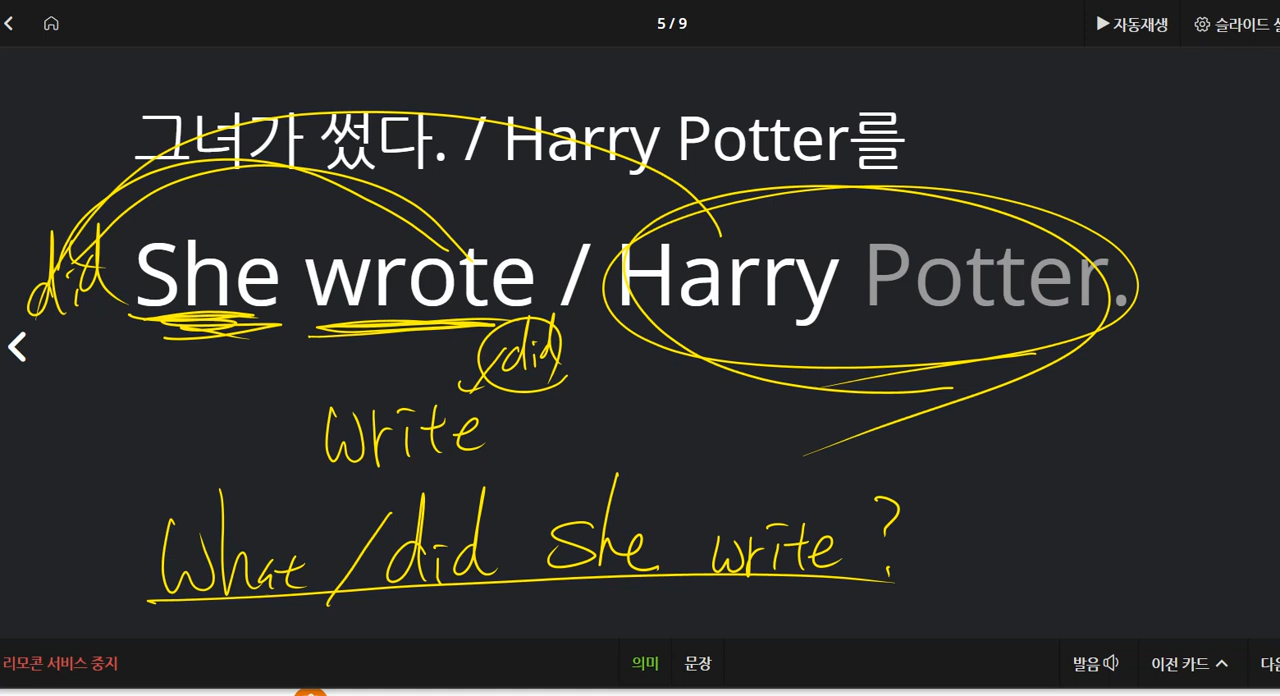 5 / 9
▶자동재생
슬라이드
그녀가 썼다. / Harry Potter를
did
She wrote / Harry Potter.
did
write
What / did she write?
리모콘 서비스 중지
의미
문장
발음
이전 카드